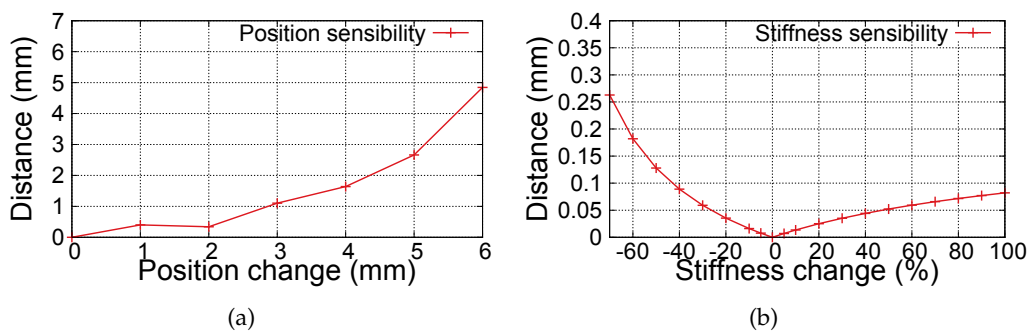 7
6
5
4
3
2
1
0
Distance (mm)
Position sensibility
0 1 2 3 4 5 6
Position change (mm)
(a)
0.4
0.35
0.3
0.25
0.2
0.15
0.1
0.05
0
Distance (mm)
Stiffness sensibility
-60 -40 -20 0 20 40 60 80 100
Stiffness change (%)
(b)